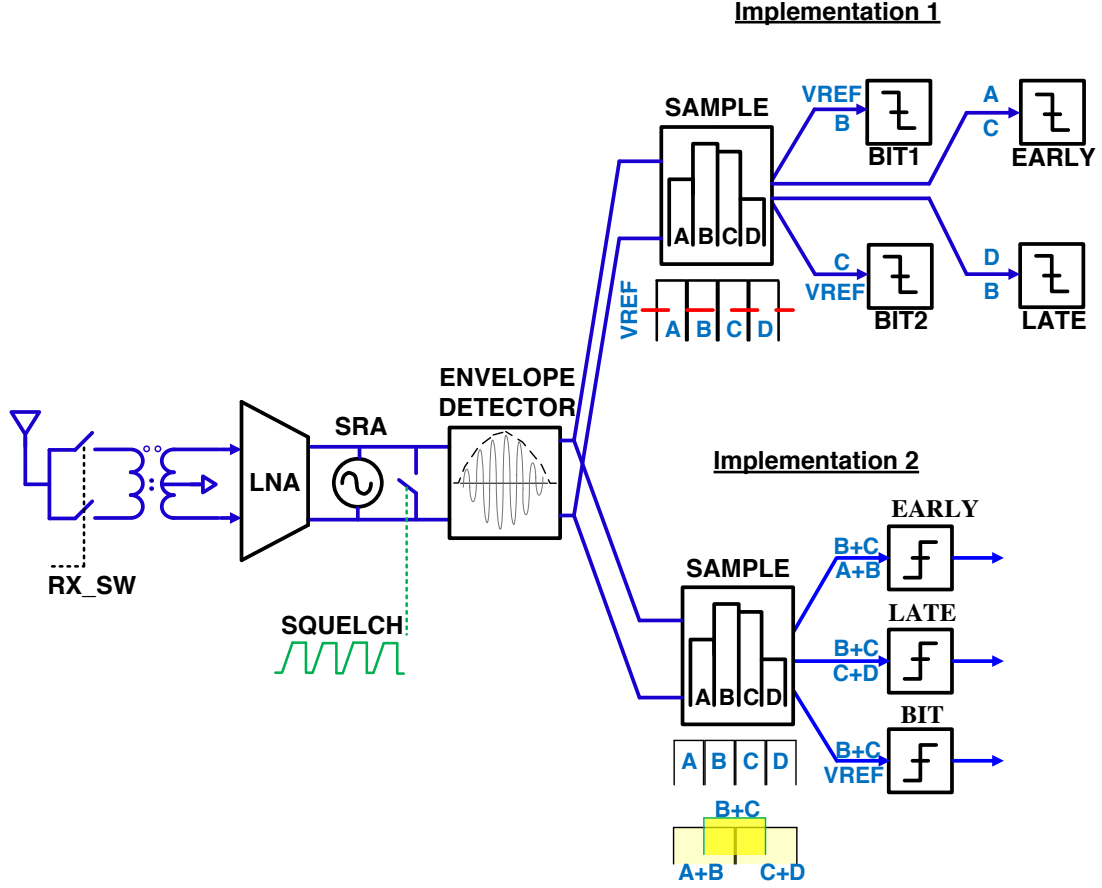 Implementation 1
SAMPLE
A B C D
VREF
B
BIT1
A
C
EARLY
C
VREF
BIT2
D
B
LATE
VREF
A B C D
ENVELOPE
DETECTOR
SRA
LNA
RX_SW
SQUELCH
Implementation 2
SAMPLE
A B C D
EARLY
B+C
A+B
LATE
B+C
C+D
BIT
B+C
VREF
A B C D
B+C
A+B C+D